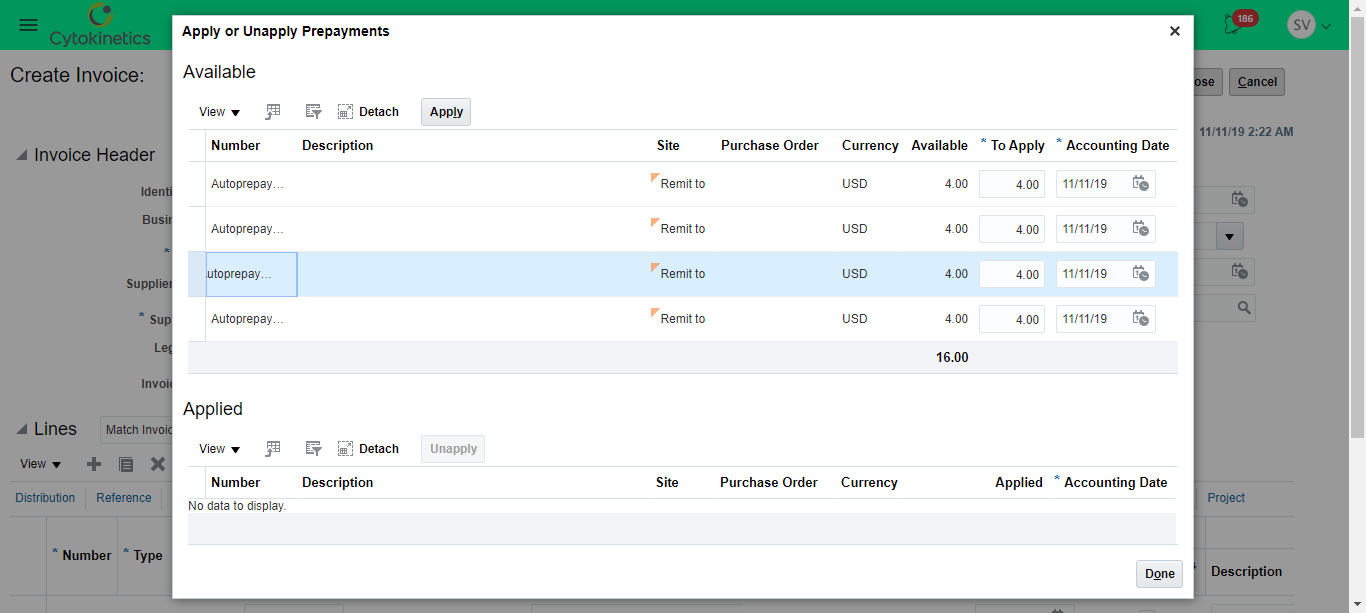 Cytokinetics
186
SV
Apply or Unapply Prepayments
Create Invoice:
ose Cancel
Available
View Detach Apply
11/11/19 2:22 AM
Number Description Site Purchase Order Currency Available * To Apply * Accounting Date
Invoice Header
Autoprepay... Remit to USD 4.00 4.00 11/11/19
Identi
Busin
Autoprepay... Remit to USD 4.00 4.00 11/11/19
*
utoprepay... Remit to USD 4.00 4.00 11/11/19
Supplier
* Sup
Autoprepay... Remit to USD 4.00 4.00 11/11/19
Leg
16.00
Invoic
Applied
Lines Match Invoic
View Detach Unapply
View
Number Description Site Purchase Order Currency Applied * Accounting Date
Distribution Reference Project
No data to display.
* Number * Type
Done
Description